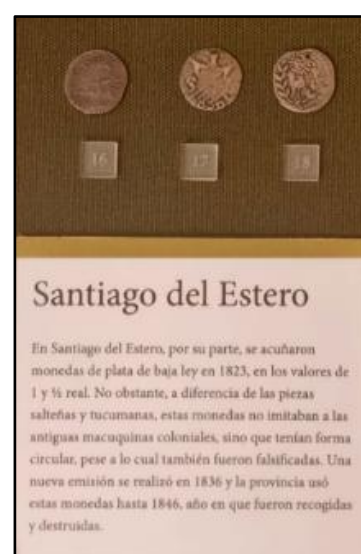 16 17 18
Santiago del Estero
En Santiago del Estero, por su parte, se acuñaron
monedas de plata de baja ley en 1823, en los valores de
1 y ½ real. No obstante, a diferencia de las piezas
salteñas y tucumanas, estas monedas no imitaban a las
antiguas macuquinas coloniales, sino que tenían forma
circular, pese a lo cual también fueron falsificadas. Una
nueva emisión se realizó en 1836 y la provincia usó
estas monedas hasta 1846, año en que fueron recogidas
y destruidas.